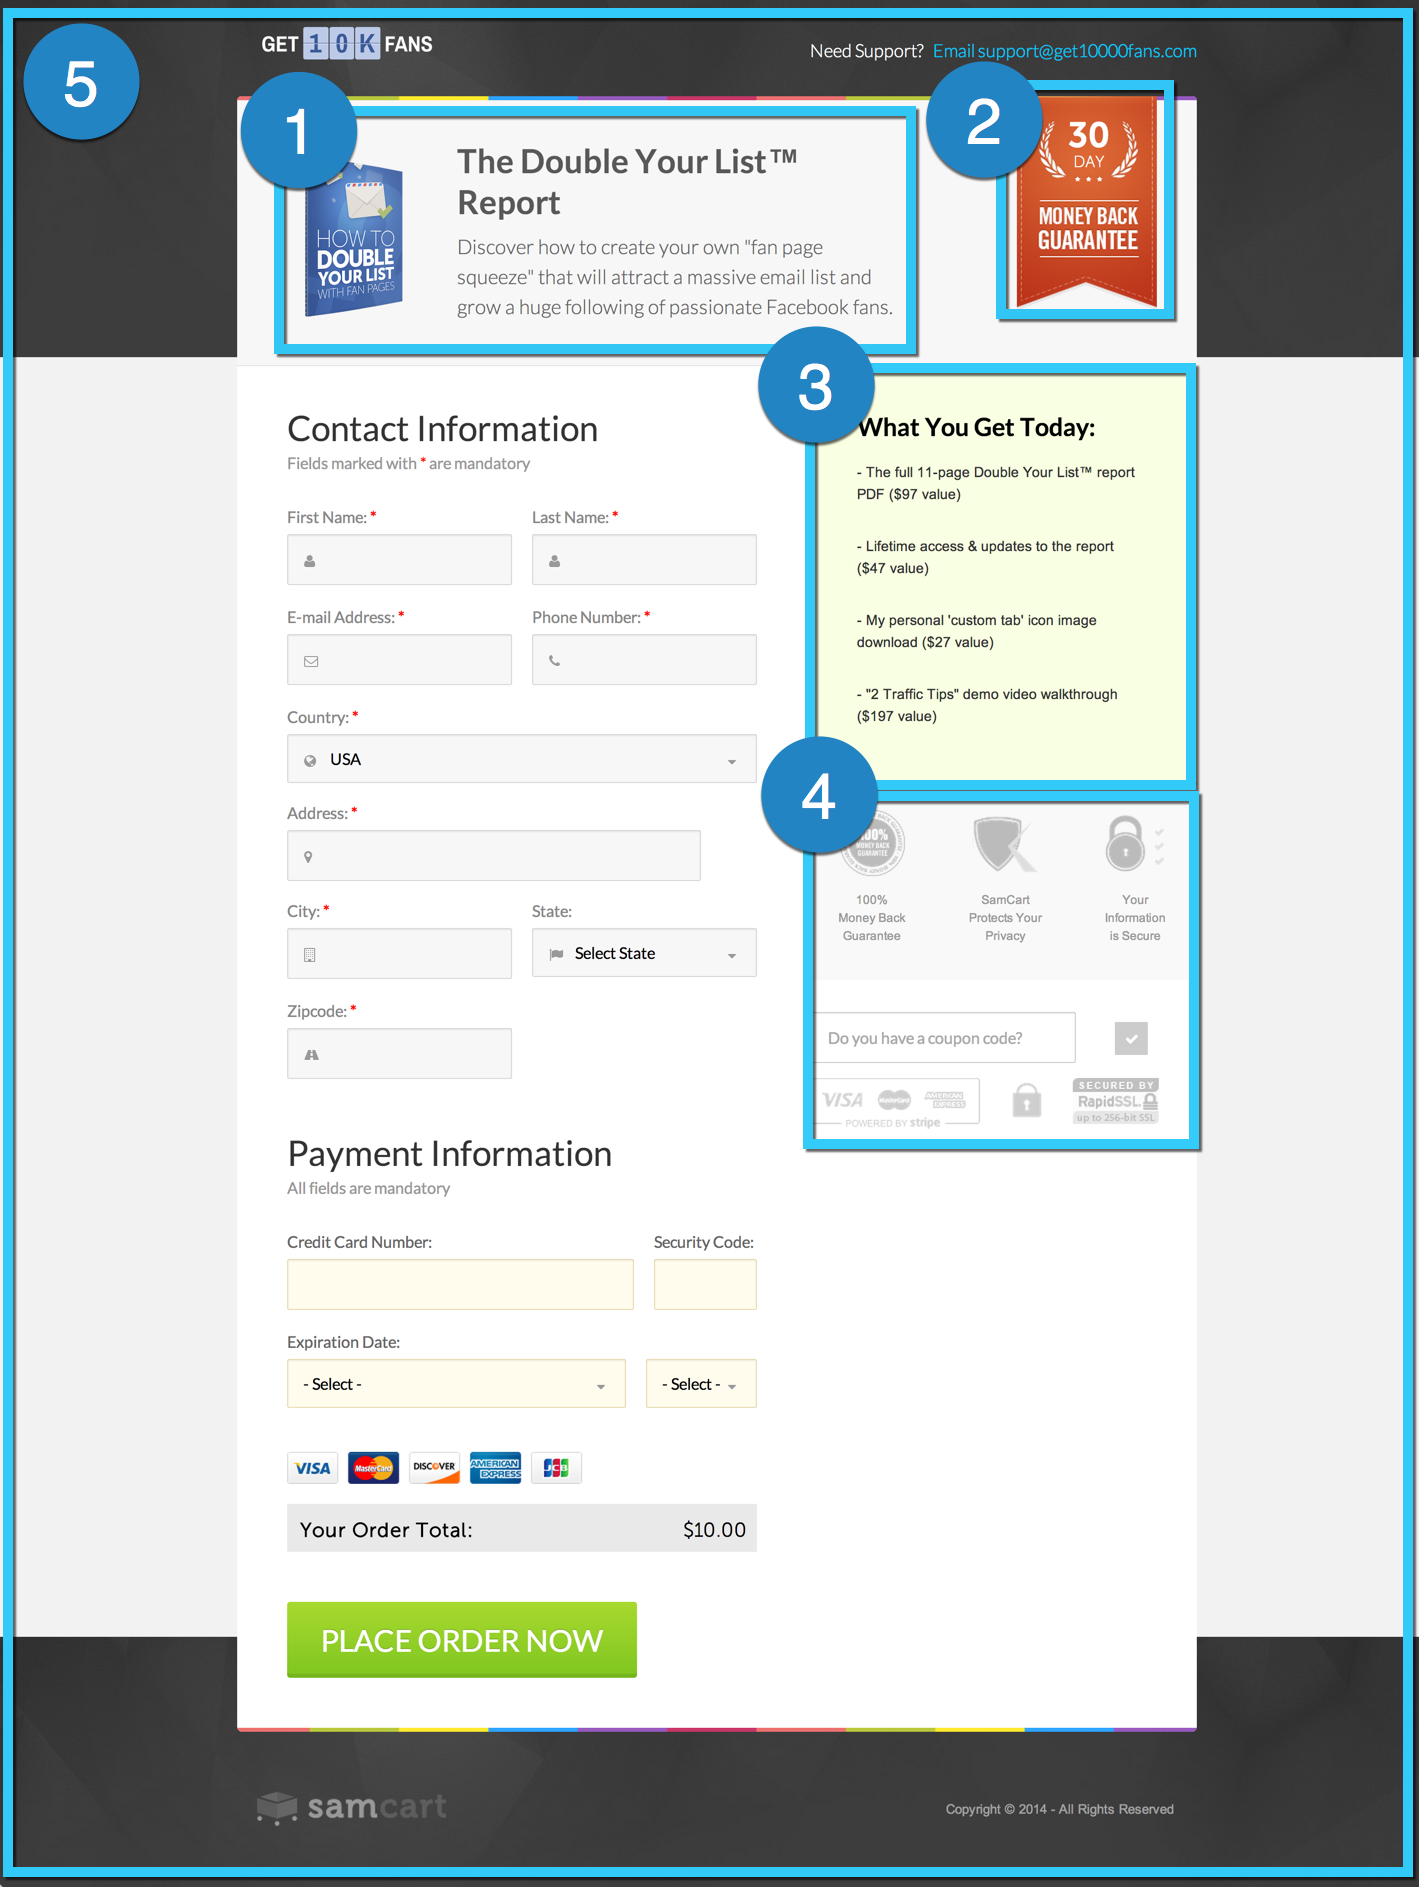 5
GET 10K FANS
Need Support? Email support@get10000fans.com
1
HOW TO
DOUBLE
YOUR LIST
WITH FAN PAGES
The Double Your List™
Report
Discover how to create your own "fan page
squeeze" that will attract a massive email list and
grow a huge following of passionate Facebook fans.
2
30
DAY
MONEY BACK
GUARANTEE
3
What You Get Today:
- The full 11-page Double Your List™ report
PDF ($97 value)
- Lifetime access & updates to the report
($47 value)
- My personal 'custom tab' icon image
download ($27 value)
- "2 Traffic Tips" demo video walkthrough
($197 value)
4
MONEY BACK
GUARANTEE
100%
Money Back
Guarantee
SamCart
Protects Your
Privacy
Your
Information
is Secure
Do you have a coupon code?
VISA MasterCard AMERICAN EXPRESS
POWERED BY stripe
SECURED BY
RapidSSL.
up to 256-bit SSL
Contact Information
Fields marked with * are mandatory
First Name: *
Last Name: *
E-mail Address: *
Phone Number: *
Country: *
USA
Address: *
City: *
State:
Select State
Zipcode: *
Payment Information
All fields are mandatory
Credit Card Number:
Security Code:
Expiration Date:
- Select -
- Select -
VISA MasterCard DISCOVER AMERICAN EXPRESS JCB
Your Order Total: $10.00
PLACE ORDER NOW
samcart
Copyright © 2014 - All Rights Reserved